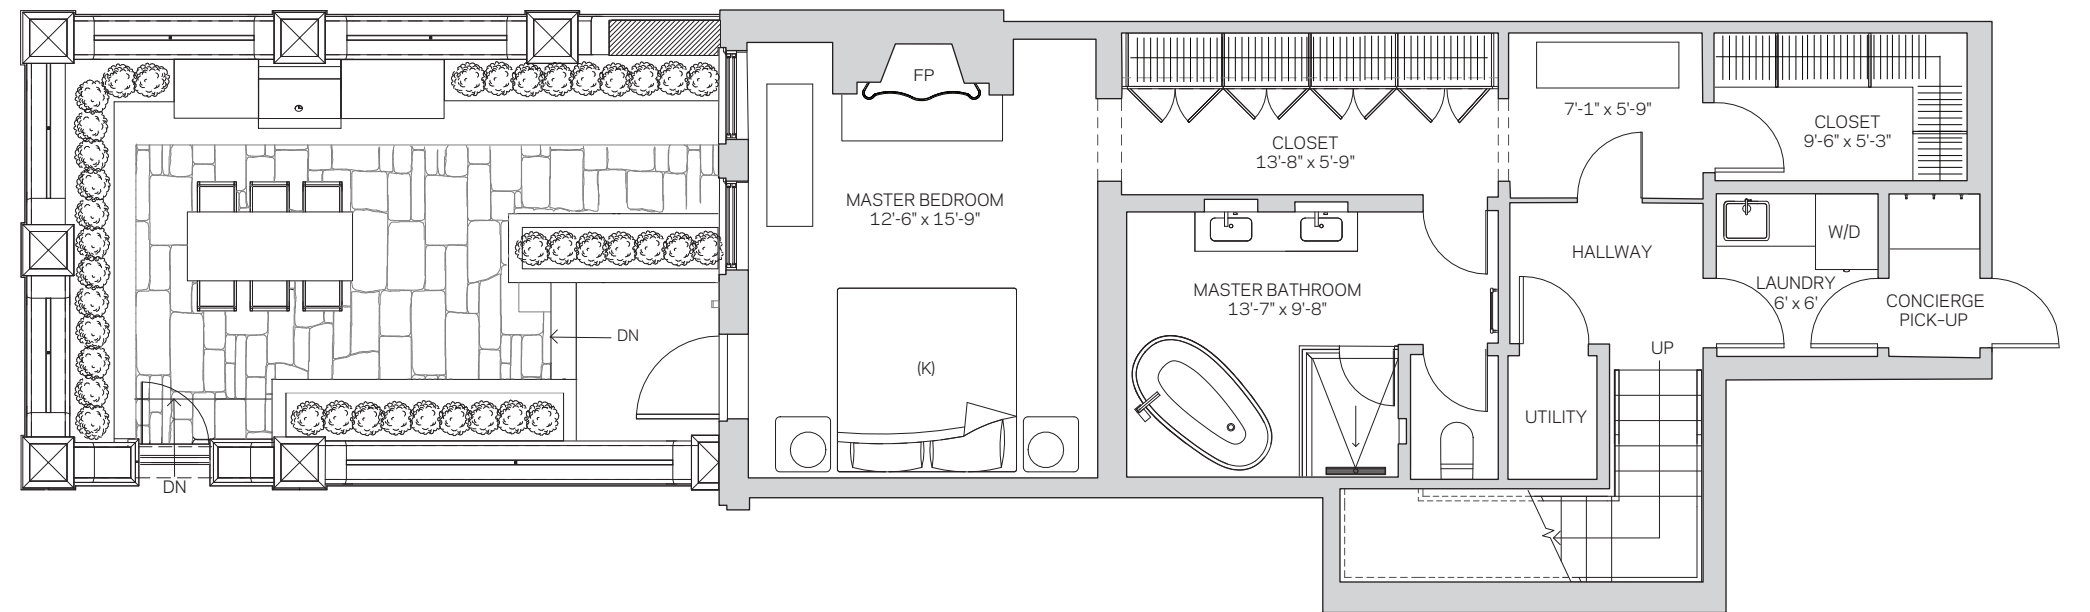 FP
7'-1" x 5'-9"
CLOSET
9'-6" x 5'-3"
CLOSET
13'-8" x 5'-9"
MASTER BEDROOM
12'-6" x 15'-9"
W/D
HALLWAY
LAUNDRY
6' x 6'
MASTER BATHROOM
13'-7" x 9'-8"
CONCIERGE
PICK-UP
DN
UP
(K)
UTILITY
DN